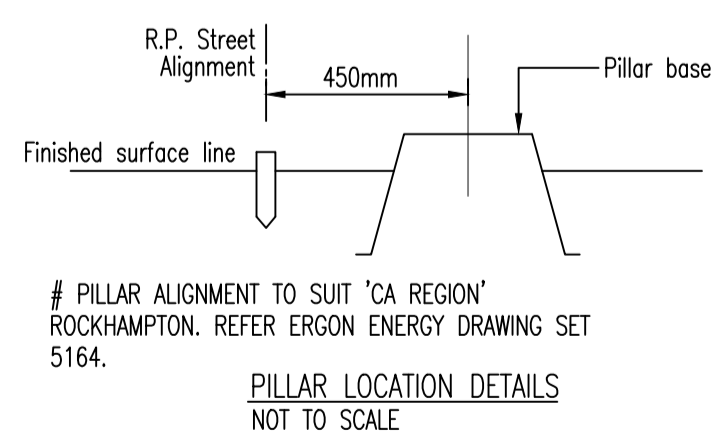 R.P. Street
Alignment
450mm
Pillar base
Finished surface line
# PILLAR ALIGNMENT TO SUIT 'CA REGION'
ROCKHAMPTON. REFER ERGON ENERGY DRAWING SET
5164.
PILLAR LOCATION DETAILS
NOT TO SCALE